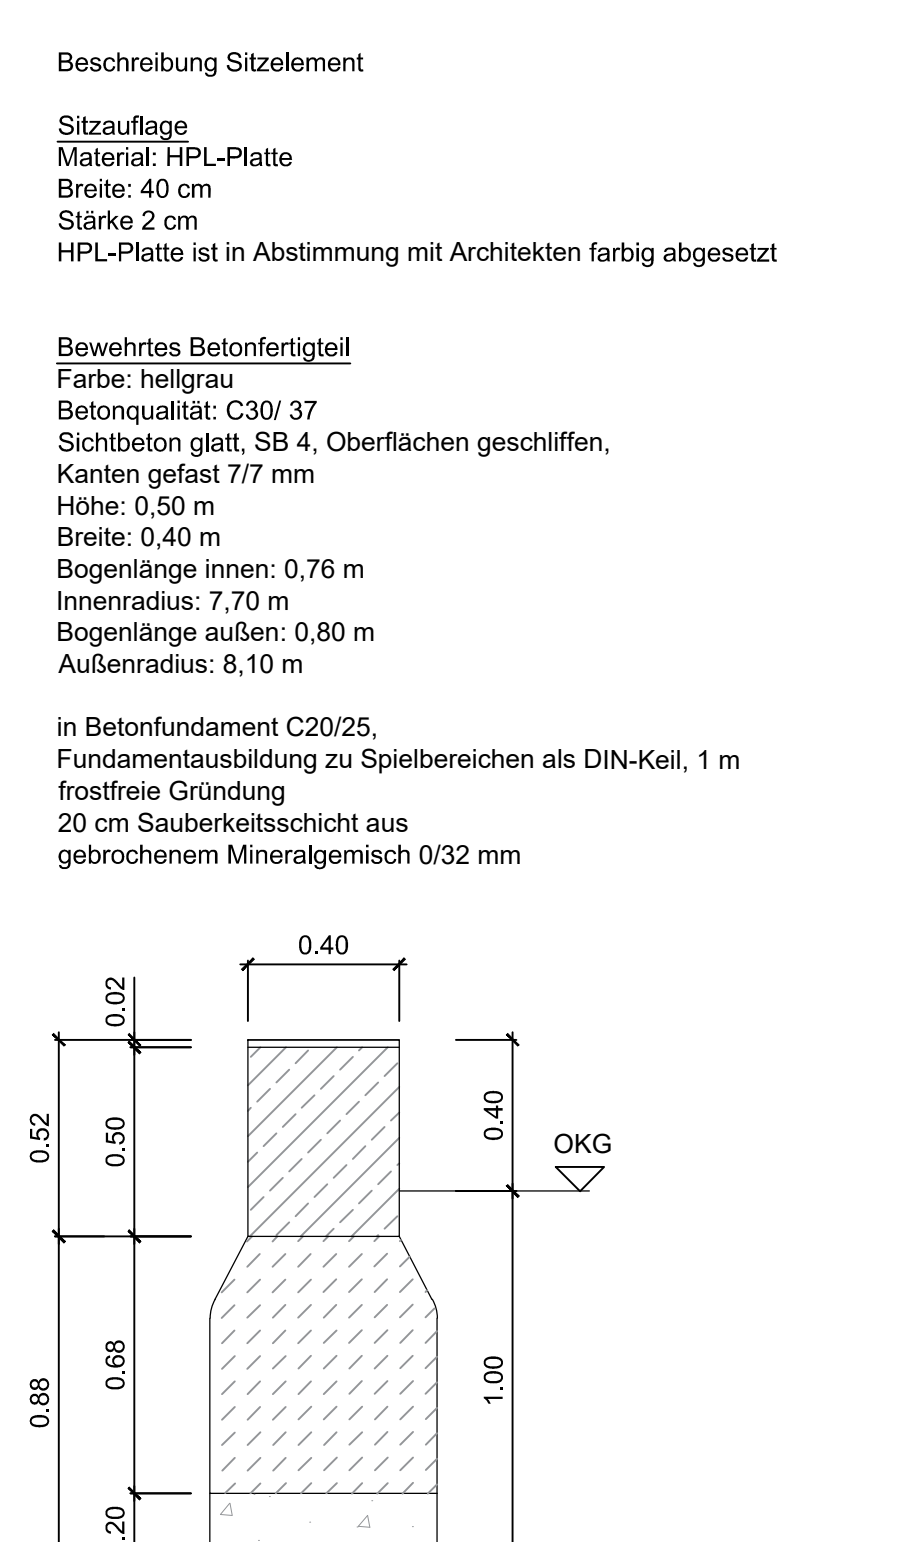 Beschreibung Sitzelement
Sitzauflage
Material: HPL-Platte
Breite: 40 cm
Stärke 2 cm
HPL-Platte ist in Abstimmung mit Architekten farbig abgesetzt
Bewehrtes Betonfertigteil
Farbe: hellgrau
Betonqualität: C30/ 37
Sichtbeton glatt, SB 4, Oberflächen geschliffen,
Kanten gefast 7/7 mm
Höhe: 0,50 m
Breite: 0,40 m
Bogenlänge innen: 0,76 m
Innenradius: 7,70 m
Bogenlänge außen: 0,80 m
Außenradius: 8,10 m
in Betonfundament C20/25,
Fundamentausbildung zu Spielbereichen als DIN-Keil, 1 m
frostfreie Gründung
20 cm Sauberkeitsschicht aus
gebrochenem Mineralgemisch 0/32 mm
0.40
0.02
0.52
0.50
0.40
OKG
0.88
0.68
1.00
.20